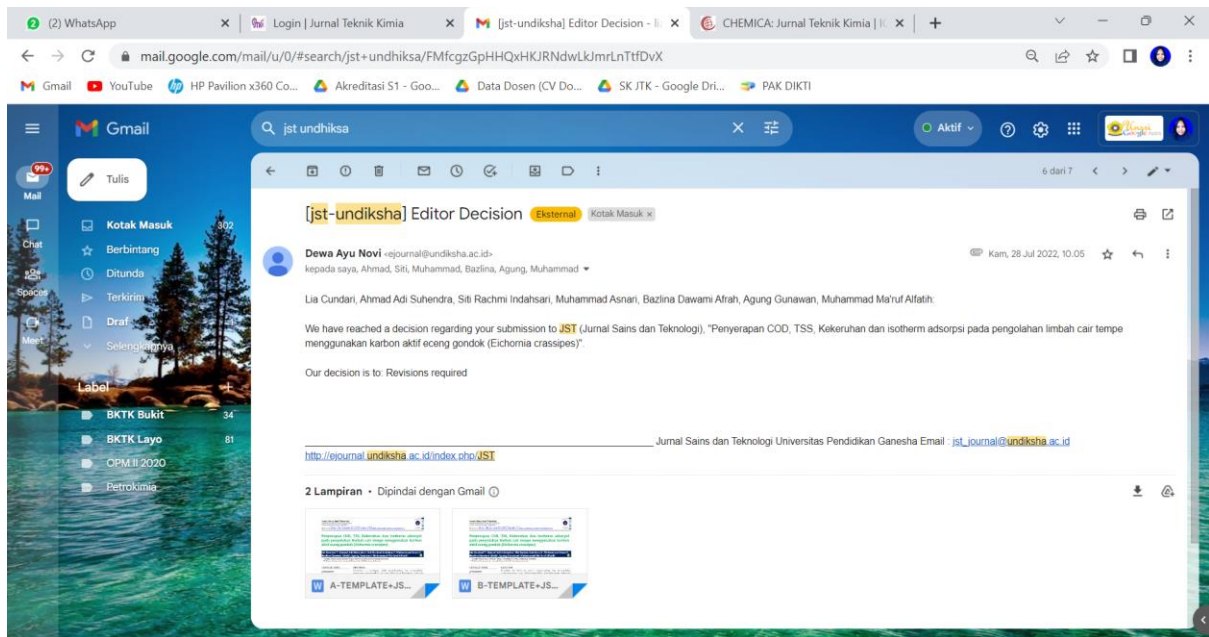 (2) WhatsApp
Login | Jurnal Teknik Kimia
[jst-undiksha] Editor Decision - li
CHEMICA: Jurnal Teknik Kimia |
mail.google.com/mail/u/0/#search/jst+undhiksa/FMfcgzGpHHQxHKJRNdwLkJmrLnTtfDvX
Gmail
YouTube
HP Pavilion x360 Co...
Akreditasi S1 - Goo...
Data Dosen (CV Do...
SK JTK - Google Dri...
PAK DIKTI
Gmail
jst undhiksa
Aktif
99+
Mail
Chat
Spaces
Meet
Tulis
Kotak Masuk 302
Berbintang
Ditunda
Terkirim
Draf
Selengkapnya
Label
BKTK Bukit 34
BKTK Layo 81
OPM II 2020
Petrokimia
6 dari 7
[jst-undiksha] Editor Decision Eksternal Kotak Masuk ×
Dewa Ayu Novi <ejournal@undiksha.ac.id>
Kam, 28 Jul 2022, 10.05
kepada saya, Ahmad, Siti, Muhammad, Bazlina, Agung, Muhammad
Lia Cundari, Ahmad Adi Suhendra, Siti Rachmi Indahsari, Muhammad Asnari, Bazlina Dawami Afrah, Agung Gunawan, Muhammad Ma'ruf Alfatih:
We have reached a decision regarding your submission to JST (Jurnal Sains dan Teknologi), "Penyerapan COD, TSS, Kekeruhan dan isotherm adsorpsi pada pengolahan limbah cair tempe
menggunakan karbon aktif eceng gondok (Eichornia crassipes)".
Our decision is to: Revisions required
Jurnal Sains dan Teknologi Universitas Pendidikan Ganesha Email : jst_journal@undiksha.ac.id
http://ejournal.undiksha.ac.id/index.php/JST
2 Lampiran • Dipindai dengan Gmail
A-TEMPLATE+JS...
B-TEMPLATE+JS...